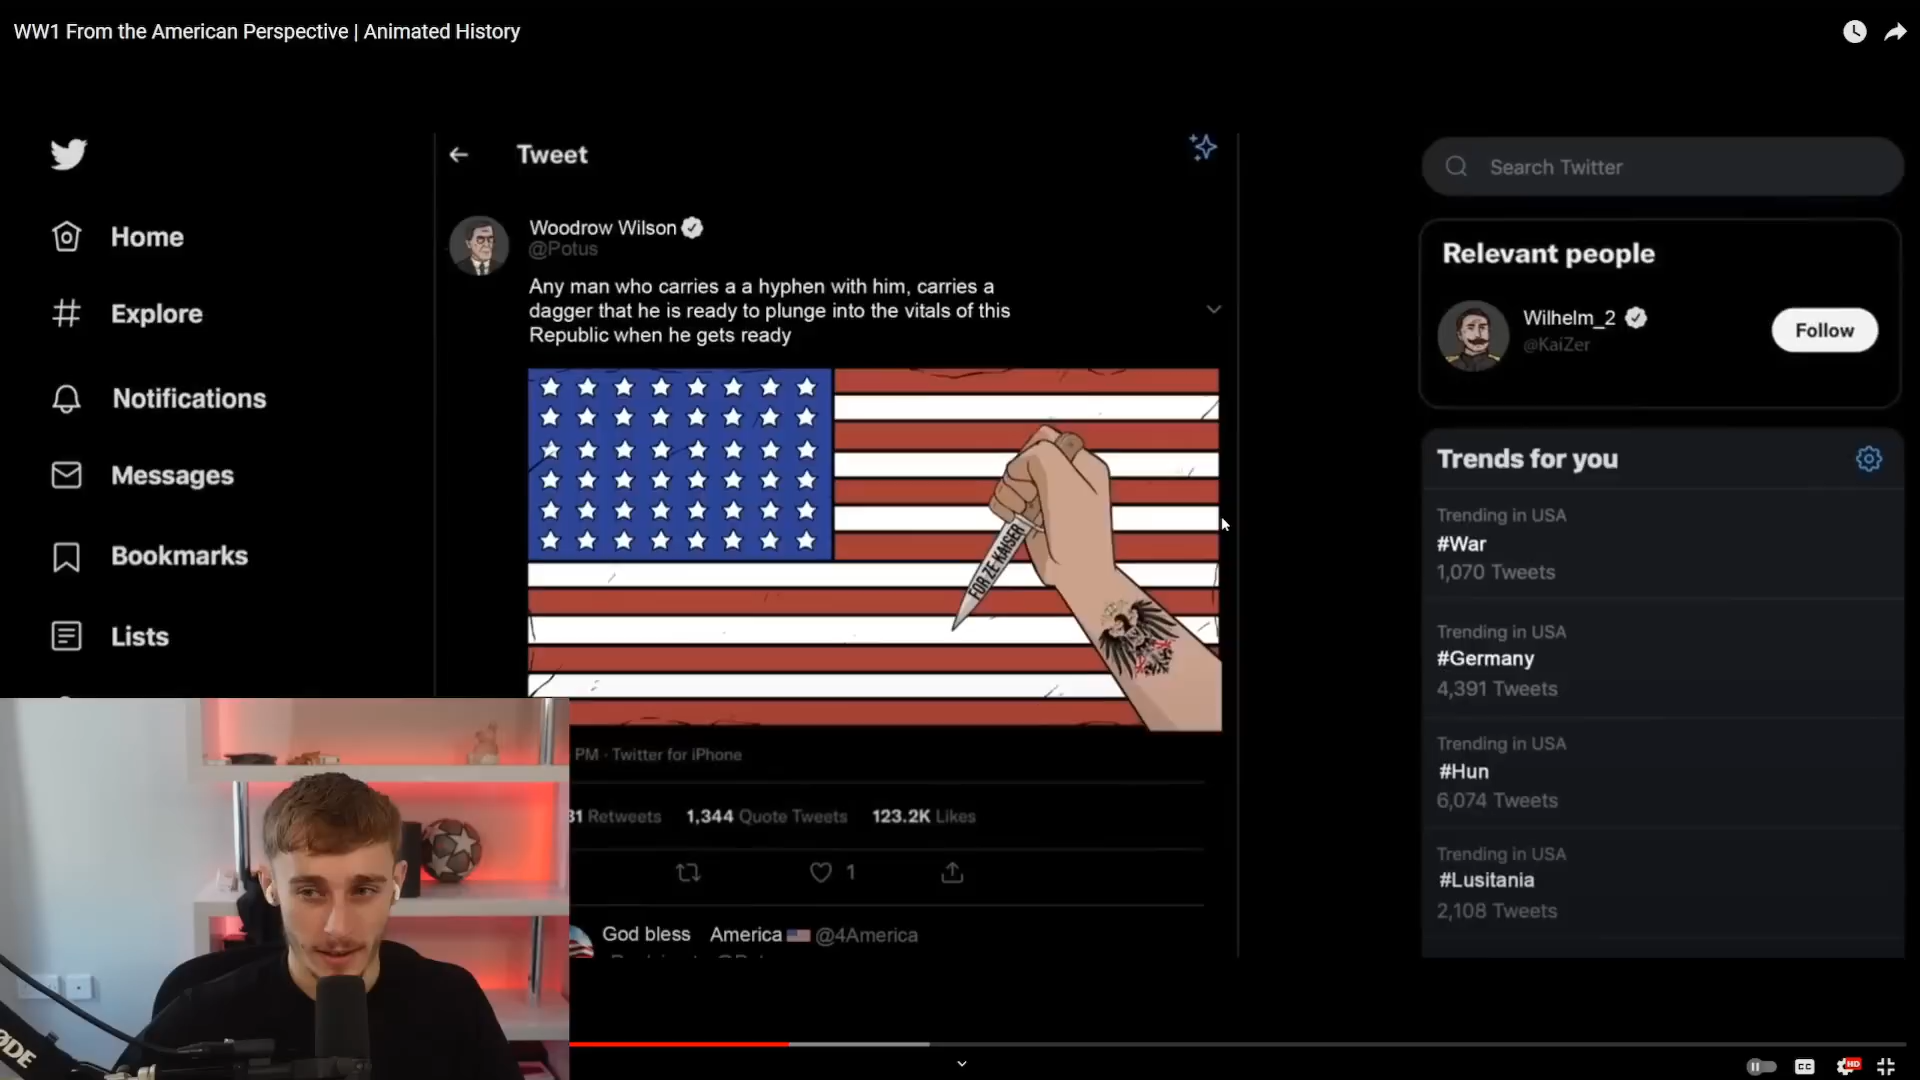 WW1 From the American Perspective | Animated History
Tweet
Search Twitter
Woodrow Wilson
@Potus
Home
Relevant people
Any man who carries a a hyphen with him, carries a
dagger that he is ready to plunge into the vitals of this
Republic when he gets ready
Explore
Wilhelm_2
@KaiZer
Follow
Notifications
Trends for you
Messages
Trending in USA
#War
1,070 Tweets
FOR ZE KAISER
Bookmarks
Trending in USA
#Germany
4,391 Tweets
Lists
Trending in USA
#Hun
6,074 Tweets
PM · Twitter for iPhone
31 Retweets 1,344 Quote Tweets 123.2K Likes
Trending in USA
#Lusitania
2,108 Tweets
1
God bless America @4America
RØDE
CC
HD